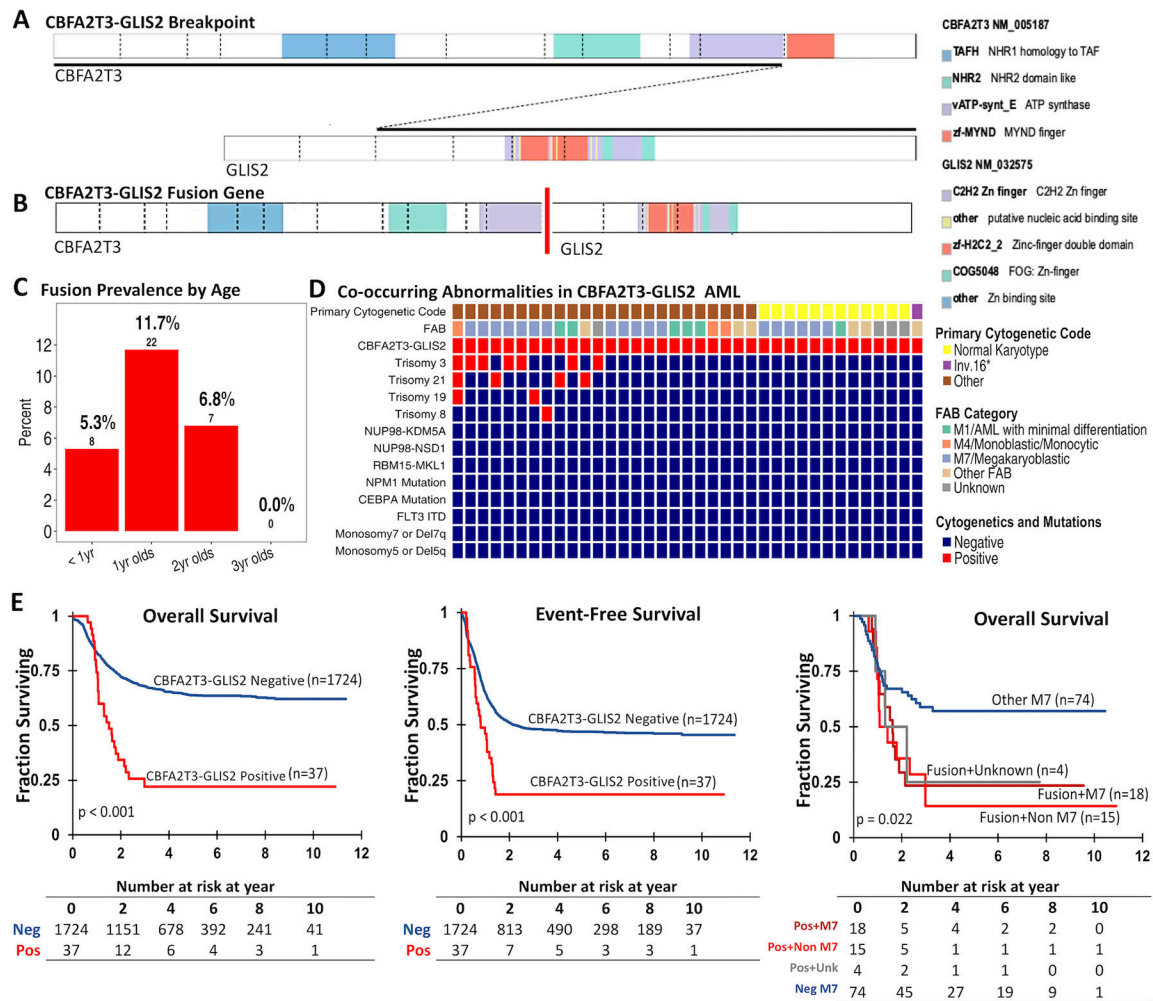 A
CBFA2T3-GLIS2 Breakpoint
CBFA2T3
GLIS2
CBFA2T3-GLIS2 Fusion Gene
B
CBFA2T3
GLIS2
CBFA2T3 NM_005187
TAFH NHR1 homology to TAF
NHR2 NHR2 domain like
vATP-synt_E ATP synthase
zf-MYND MYND finger
GLIS2 NM_032575
C2H2 Zn finger C2H2 Zn finger
other putative nucleic acid binding site
zf-H2C2_2 Zinc-finger double domain
COG5048 FOG: Zn-finger
other Zn binding site
C
Fusion Prevalence by Age
Percent
12
10
8
6
4
2
0
5.3%
8
11.7%
22
6.8%
7
0.0%
0
< 1yr
1yr olds
2yr olds
3yr olds
D
Co-occurring Abnormalities in CBFA2T3-GLIS2 AML
Primary Cytogenetic Code
FAB
CBFA2T3-GLIS2
Trisomy 3
Trisomy 21
Trisomy 19
Trisomy 8
NUP98-KDM5A
NUP98-NSD1
RBM15-MKL1
NPM1 Mutation
CEBPA Mutation
FLT3 ITD
Monosomy7 or Del7q
Monosomy5 or Del5q
Primary Cytogenetic Code
Normal Karyotype
Inv.16*
Other
FAB Category
M1/AML with minimal differentiation
M4/Monoblastic/Monocytic
M7/Megakaryoblastic
Other FAB
Unknown
Cytogenetics and Mutations
Negative
Positive
E
Overall Survival
Fraction Surviving
1
0.75
0.5
0.25
0
CBFA2T3-GLIS2 Negative (n=1724)
CBFA2T3-GLIS2 Positive (n=37)
p < 0.001
0 2 4 6 8 10 12
Number at risk at year
0 2 4 6 8 10
Neg 1724 1151 678 392 241 41
Pos 37 12 6 4 3 1
Event-Free Survival
Fraction Surviving
1
0.75
0.5
0.25
0
CBFA2T3-GLIS2 Negative (n=1724)
CBFA2T3-GLIS2 Positive (n=37)
p < 0.001
0 2 4 6 8 10 12
Number at risk at year
0 2 4 6 8 10
Neg 1724 813 490 298 189 37
Pos 37 7 5 3 3 1
Overall Survival
Fraction Surviving
1
0.75
0.5
0.25
0
Other M7 (n=74)
Fusion+Unknown (n=4)
Fusion+M7 (n=18)
Fusion+Non M7 (n=15)
p = 0.022
0 2 4 6 8 10 12
Number at risk at year
0 2 4 6 8 10
Pos+M7 18 5 4 2 2 0
Pos+Non M7 15 5 1 1 1 1
Pos+Unk 4 2 1 1 0 0
Neg M7 74 45 27 19 9 1